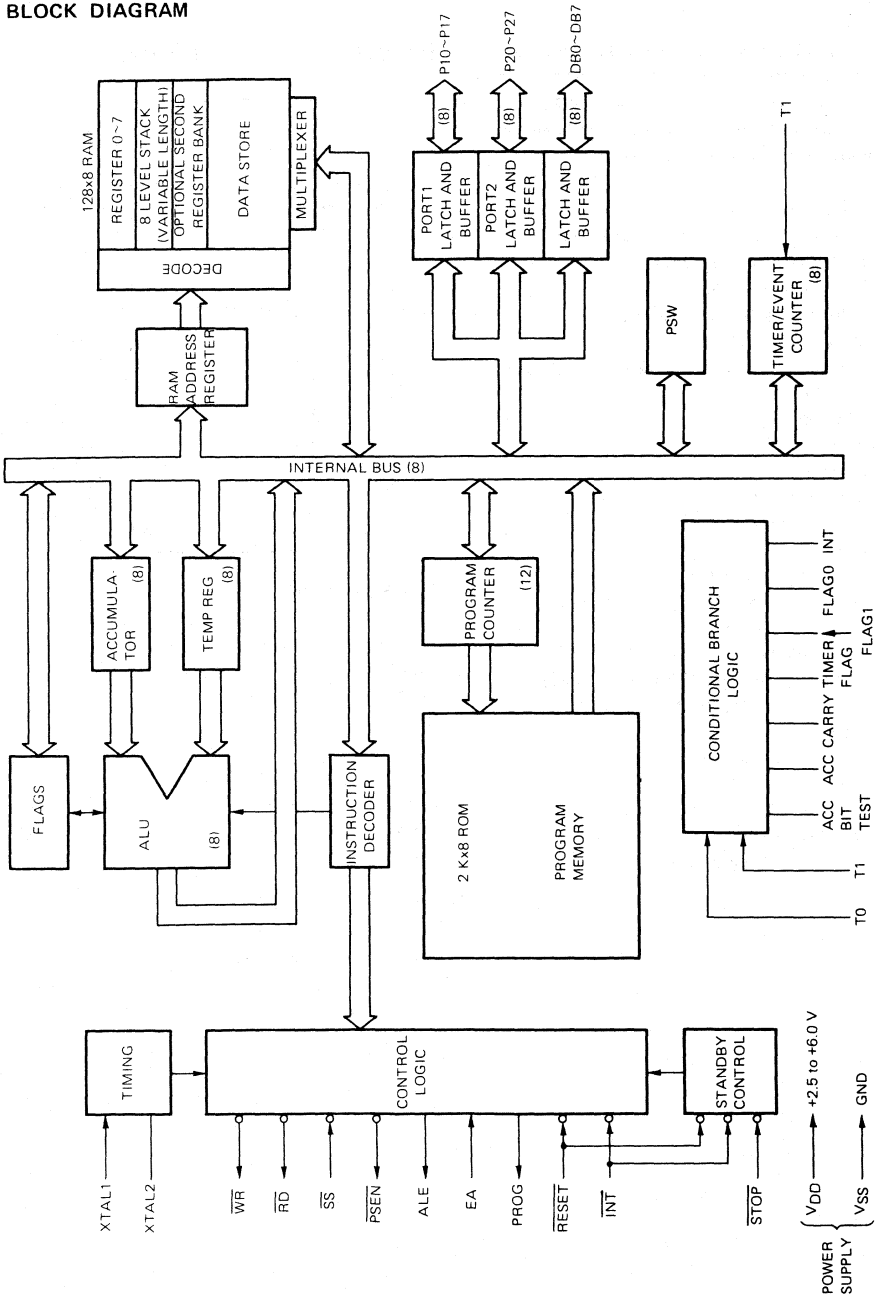 BLOCK DIAGRAM
128x8 RAM
REGISTER 0~7
8 LEVEL STACK
(VARIABLE LENGTH)
OPTIONAL SECOND
REGISTER BANK
DATA STORE
DECODE
MULTIPLEXER
RAM
ADDRESS
REGISTER
P10~P17
P20~P27
DB0~DB7
(8)
(8)
(8)
PORT1
LATCH AND
BUFFER
PORT2
LATCH AND
BUFFER
LATCH AND
BUFFER
PSW
T1
TIMER/EVENT
COUNTER
(8)
INTERNAL BUS (8)
FLAGS
ACCUMULA-
TOR
(8)
TEMP REG
(8)
ALU
(8)
INSTRUCTION
DECODER
PROGRAM
COUNTER
(12)
2 Kx8 ROM
PROGRAM
MEMORY
CONDITIONAL BRANCH
LOGIC
T0
T1
ACC
BIT
TEST
ACC
CARRY
TIMER
FLAG
FLAG1
FLAG0
INT
TIMING
XTAL1
XTAL2
CONTROL
LOGIC
WR
RD
SS
PSEN
ALE
EA
PROG
RESET
INT
STANDBY
CONTROL
STOP
POWER
SUPPLY
VDD
+2.5 to +6.0 V
VSS
GND